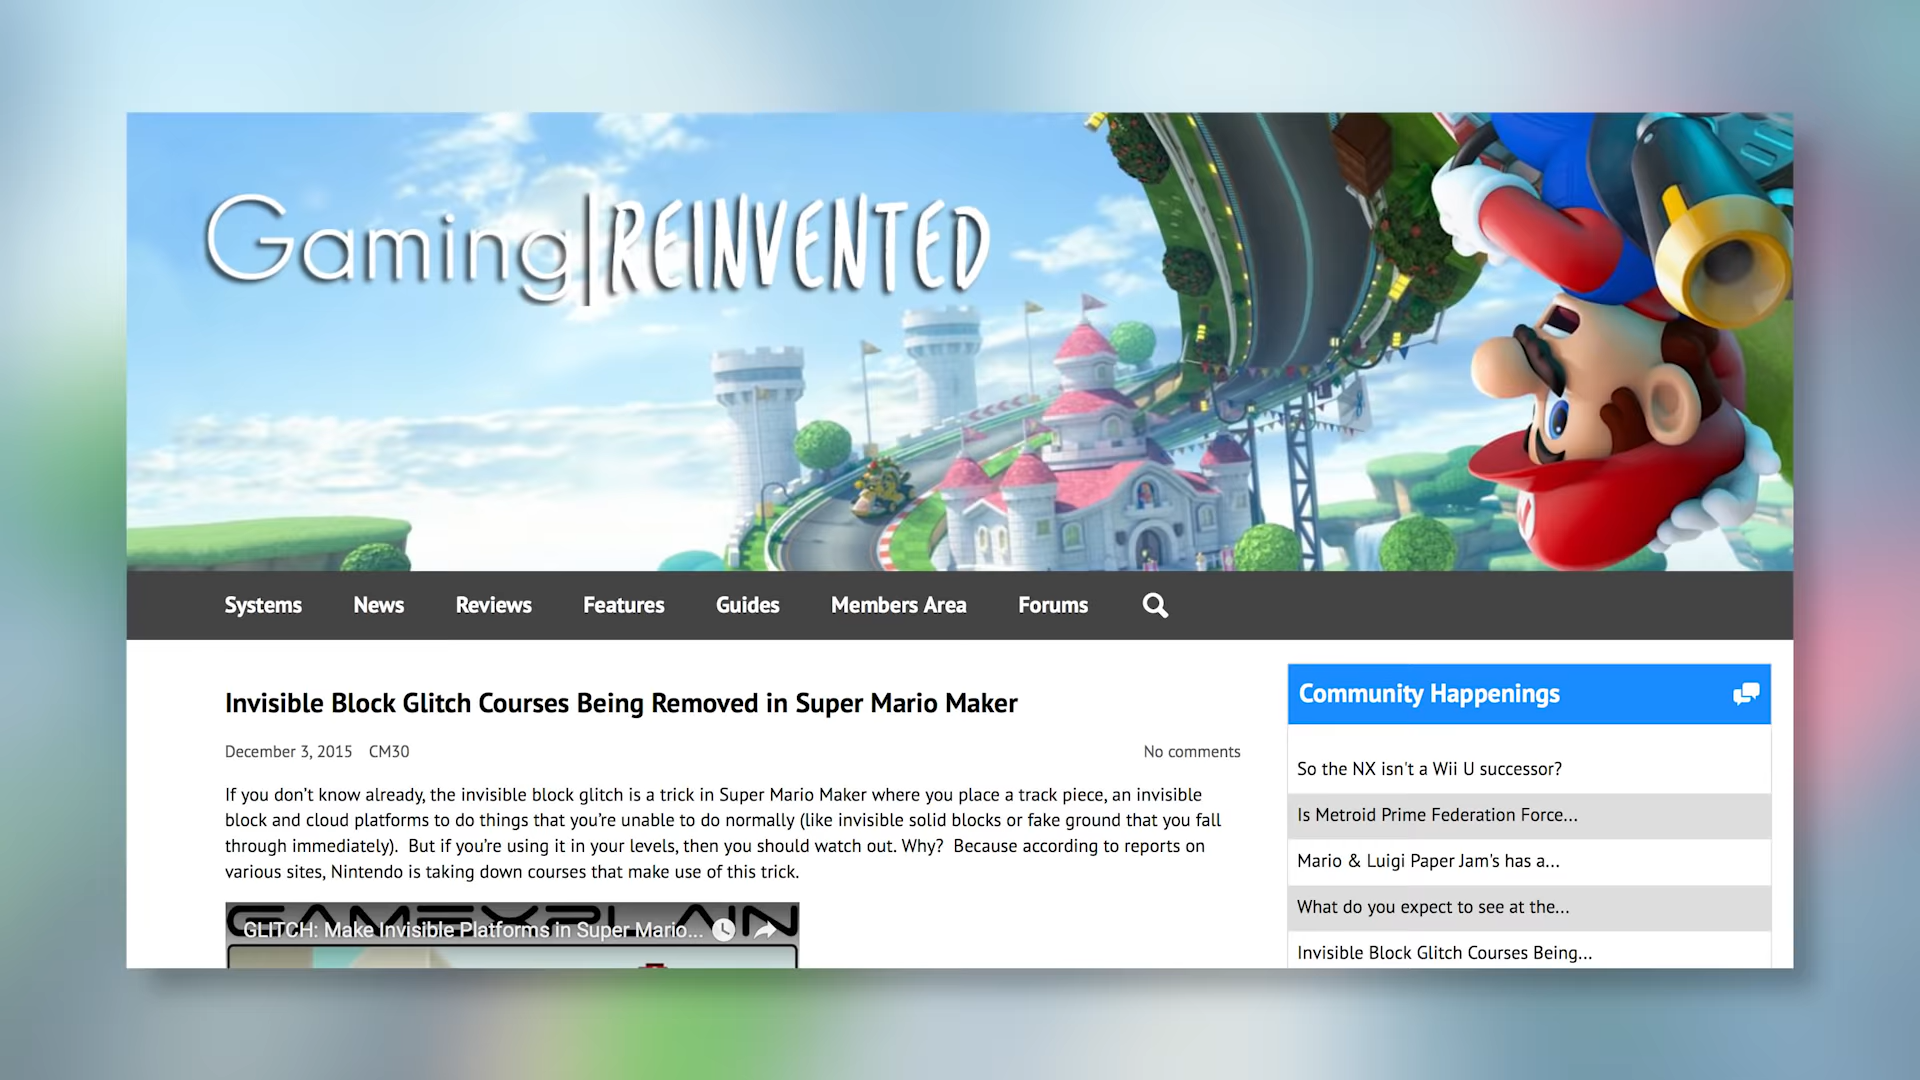 Gaming|REINVENTED
Systems News Reviews Features Guides Members Area Forums
Invisible Block Glitch Courses Being Removed in Super Mario Maker
December 3, 2015 CM30 No comments
If you don't know already, the invisible block glitch is a trick in Super Mario Maker where you place a track piece, an invisible
block and cloud platforms to do things that you're unable to do normally (like invisible solid blocks or fake ground that you fall
through immediately).  But if you're using it in your levels, then you should watch out. Why?  Because according to reports on
various sites, Nintendo is taking down courses that make use of this trick.
GAMEXPLAIN
GLITCH: Make Invisible Platforms in Super Mario...
Community Happenings
So the NX isn't a Wii U successor?
Is Metroid Prime Federation Force...
Mario & Luigi Paper Jam's has a...
What do you expect to see at the...
Invisible Block Glitch Courses Being...